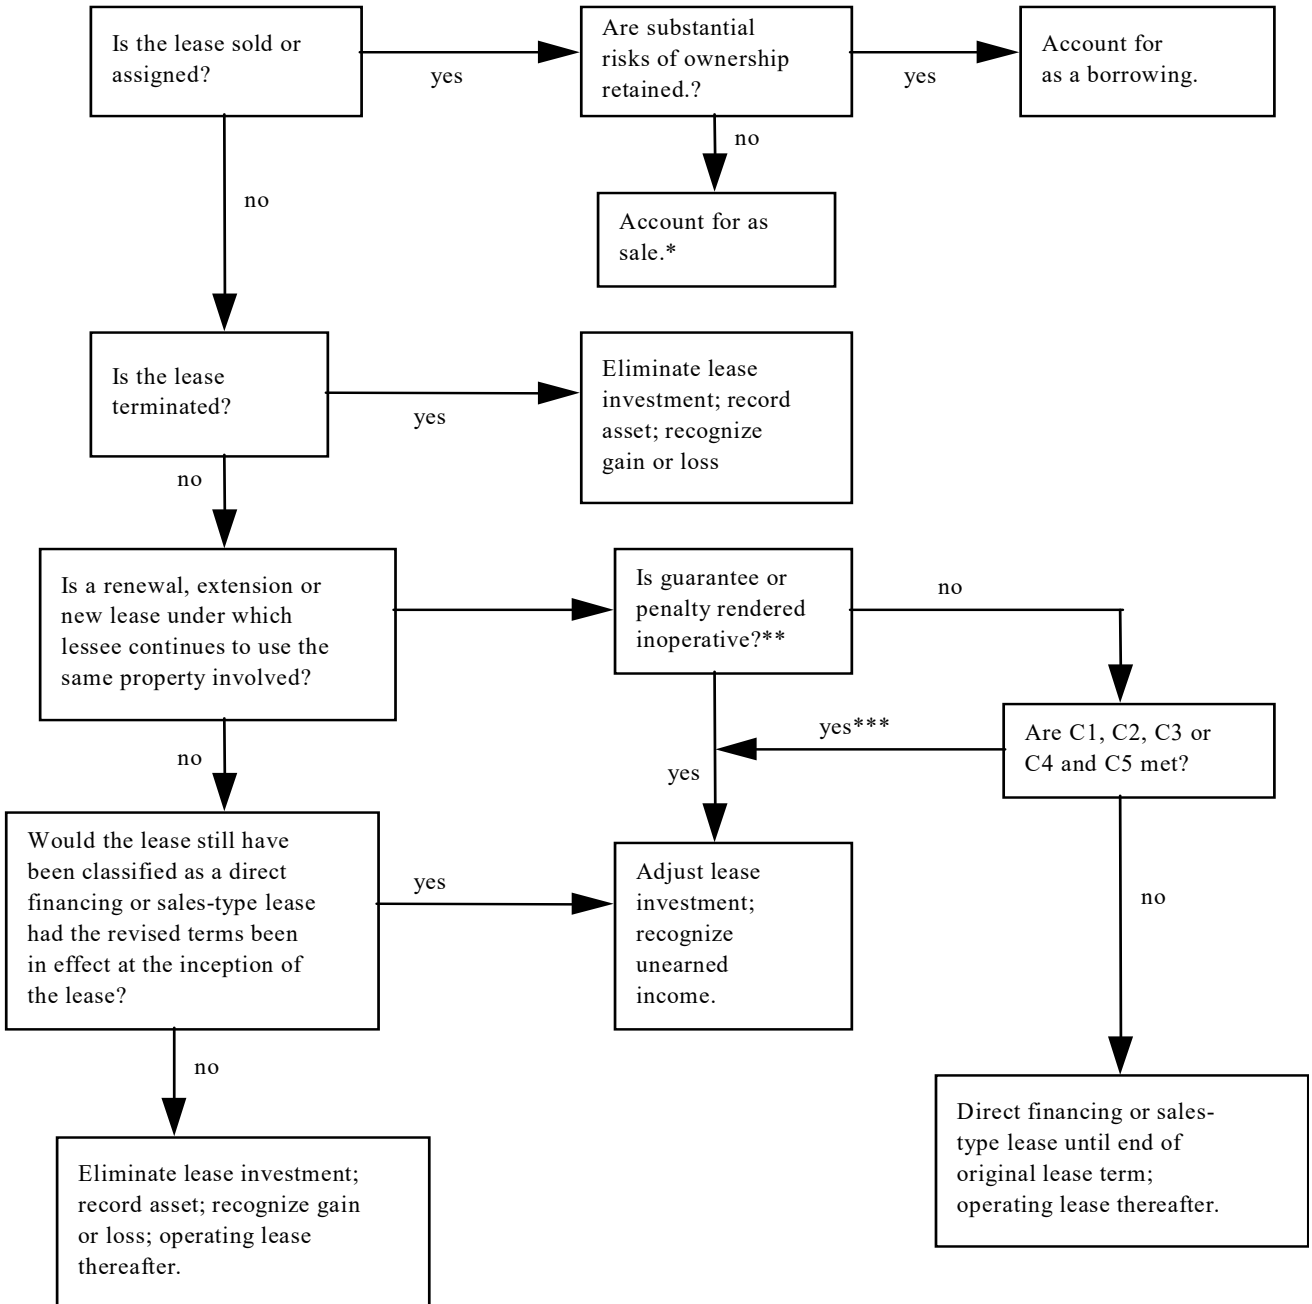 Is the lease sold or
assigned?
yes
Are substantial
risks of ownership
retained.?
yes
Account for
as a borrowing.
no
no
Account for as
sale.*
Is the lease
terminated?
yes
Eliminate lease
investment; record
asset; recognize
gain or loss
no
Is a renewal, extension or
new lease under which
lessee continues to use the
same property involved?
Is guarantee or
penalty rendered
inoperative?**
no
no
yes
yes***
Are C1, C2, C3 or
C4 and C5 met?
Would the lease still have
been classified as a direct
financing or sales-type lease
had the revised terms been
in effect at the inception of
the lease?
yes
Adjust lease
investment;
recognize
unearned
income.
no
no
Eliminate lease investment;
record asset; recognize gain
or loss; operating lease
thereafter.
Direct financing or sales-
type lease until end of
original lease term;
operating lease thereafter.